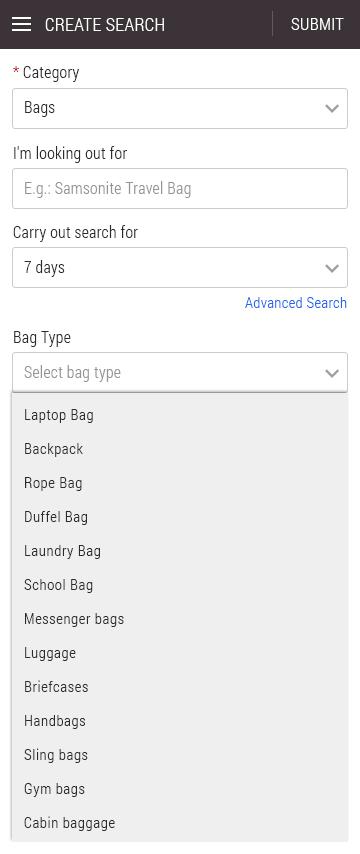 CREATE SEARCH SUBMIT
* Category
Bags
I'm looking out for
E.g.: Samsonite Travel Bag
Carry out search for
7 days
Advanced Search
Bag Type
Select bag type
Laptop Bag
Backpack
Rope Bag
Duffel Bag
Laundry Bag
School Bag
Messenger bags
Luggage
Briefcases
Handbags
Sling bags
Gym bags
Cabin baggage